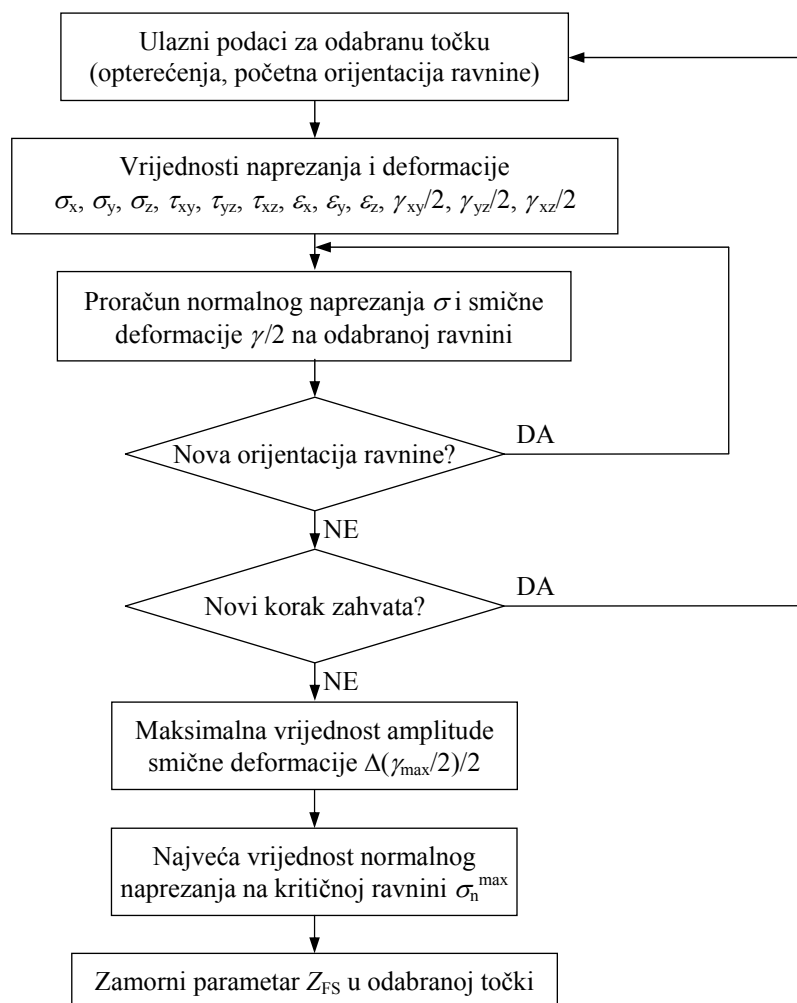 Ulazni podaci za odabranu točku
(opterećenja, početna orijentacija ravnine)
Vrijednosti naprezanja i deformacije
σx, σy, σz, τxy, τyz, τxz, εx, εy, εz, γxy/2, γyz/2, γxz/2
Proračun normalnog naprezanja σ i smične
deformacije γ/2 na odabranoj ravnini
Nova orijentacija ravnine?
DA
NE
Novi korak zahvata?
DA
NE
Maksimalna vrijednost amplitude
smične deformacije Δ(γmax/2)/2
Najveća vrijednost normalnog
naprezanja na kritičnoj ravnini σn^max
Zamorni parametar ZFS u odabranoj točki